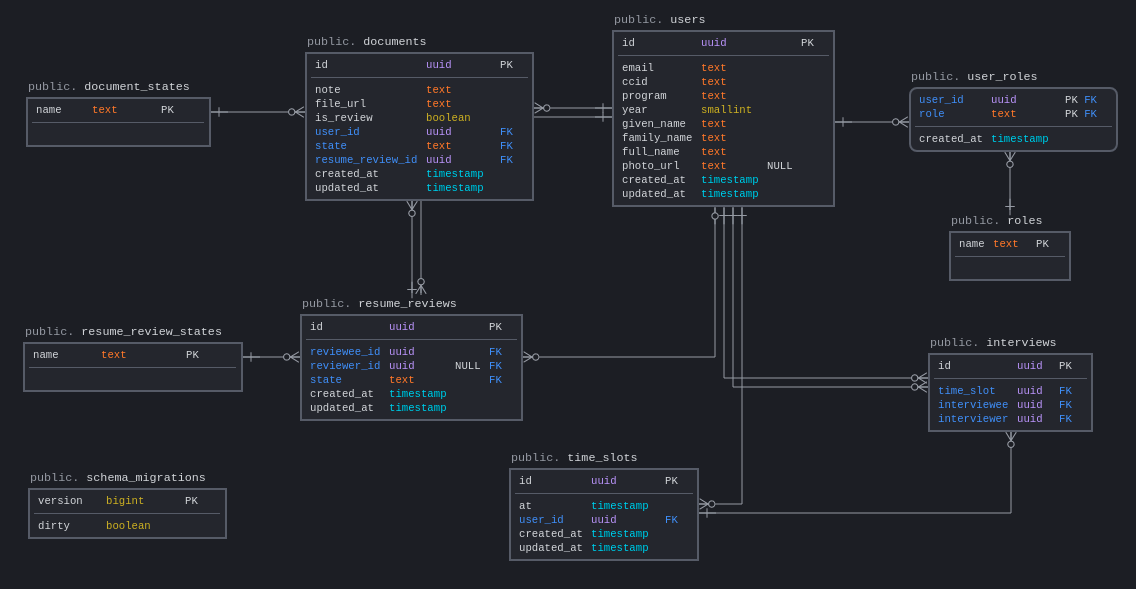 public. document_states
name text PK
public. documents
id uuid PK
note text
file_url text
is_review boolean
user_id uuid FK
state text FK
resume_review_id uuid FK
created_at timestamp
updated_at timestamp
public. users
id uuid PK
email text
ccid text
program text
year smallint
given_name text
family_name text
full_name text
photo_url text NULL
created_at timestamp
updated_at timestamp
public. user_roles
user_id uuid PK FK
role text PK FK
created_at timestamp
public. roles
name text PK
public. resume_review_states
name text PK
public. resume_reviews
id uuid PK
reviewee_id uuid FK
reviewer_id uuid NULL FK
state text FK
created_at timestamp
updated_at timestamp
public. interviews
id uuid PK
time_slot uuid FK
interviewee uuid FK
interviewer uuid FK
public. schema_migrations
version bigint PK
dirty boolean
public. time_slots
id uuid PK
at timestamp
user_id uuid FK
created_at timestamp
updated_at timestamp